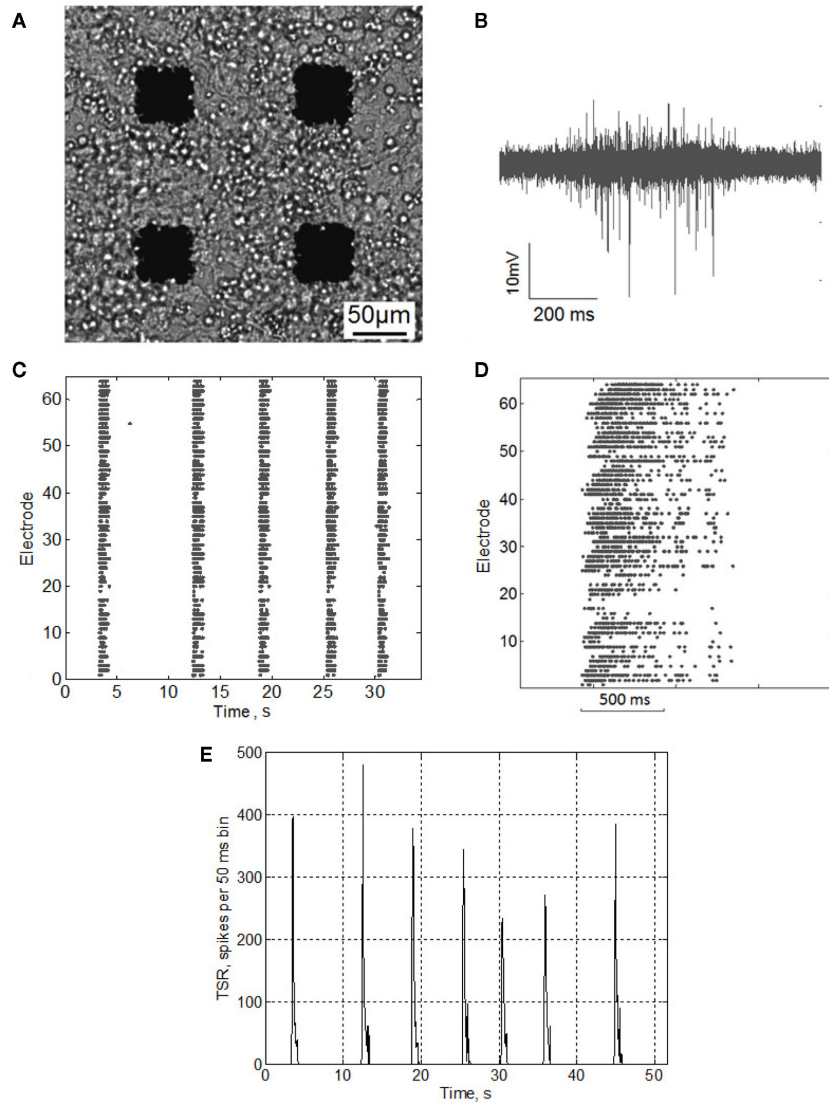 A
B
50µm
10mV
200 ms
C
D
Electrode
60
50
40
30
20
10
0
0 5 10 15 20 25 30
Time, s
Electrode
60
50
40
30
20
10
500 ms
E
TSR, spikes per 50 ms bin
500
400
300
200
100
0
0 10 20 30 40 50
Time, s